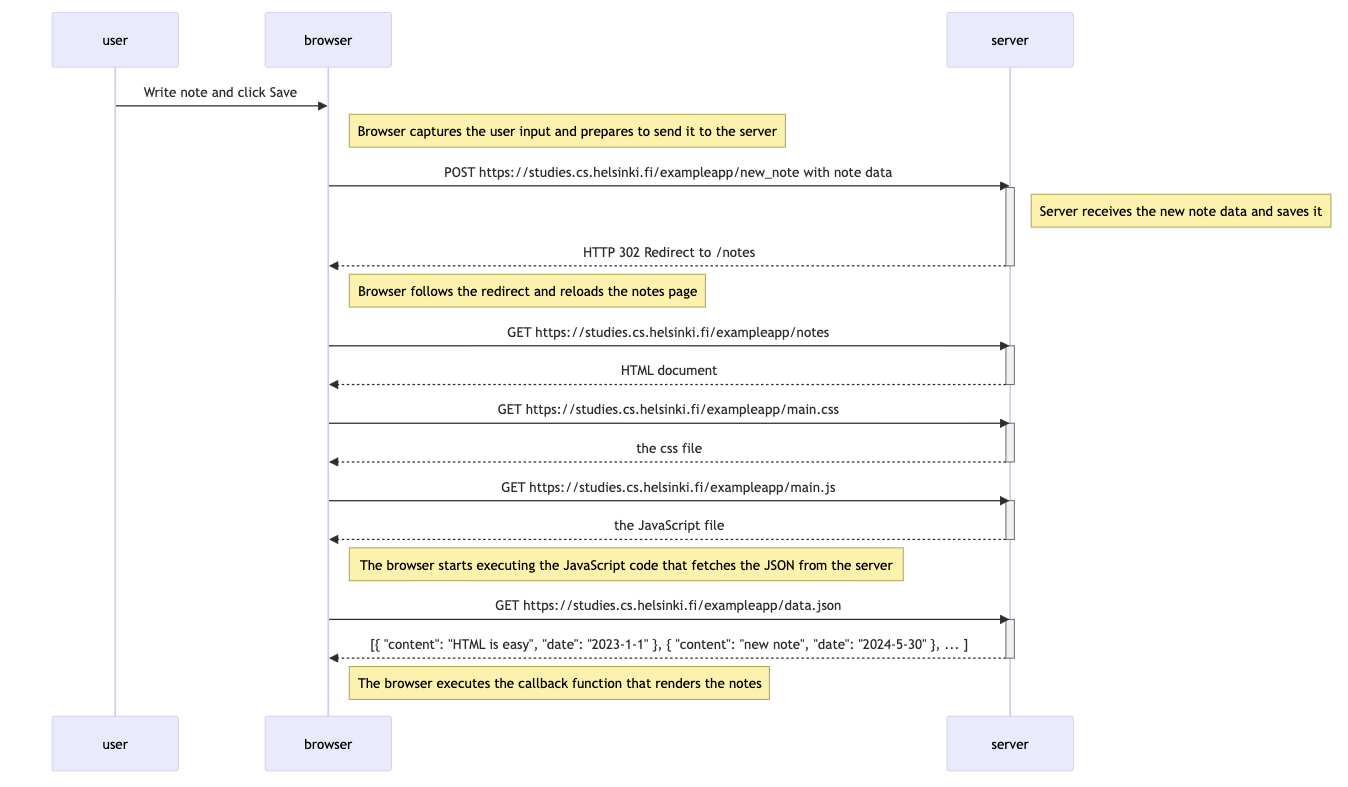 user browser server
Write note and click Save
Browser captures the user input and prepares to send it to the server
POST https://studies.cs.helsinki.fi/exampleapp/new_note with note data
Server receives the new note data and saves it
HTTP 302 Redirect to /notes
Browser follows the redirect and reloads the notes page
GET https://studies.cs.helsinki.fi/exampleapp/notes
HTML document
GET https://studies.cs.helsinki.fi/exampleapp/main.css
the css file
GET https://studies.cs.helsinki.fi/exampleapp/main.js
the JavaScript file
The browser starts executing the JavaScript code that fetches the JSON from the server
GET https://studies.cs.helsinki.fi/exampleapp/data.json
[{ "content": "HTML is easy", "date": "2023-1-1" }, { "content": "new note", "date": "2024-5-30" }, ... ]
The browser executes the callback function that renders the notes
user browser server